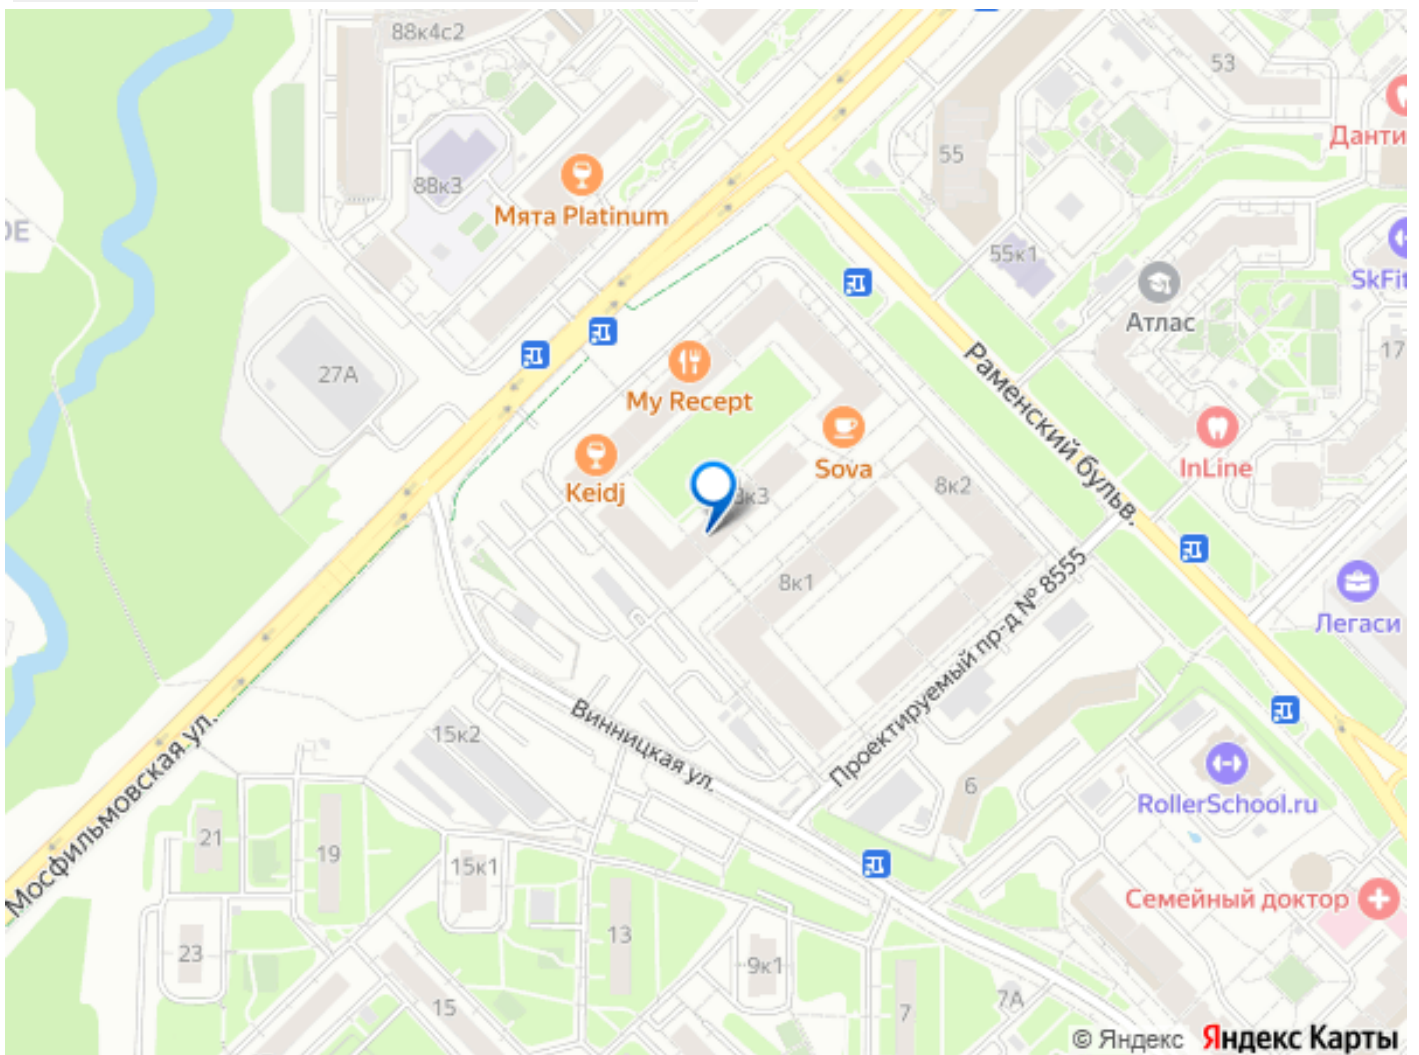 88к4с2
53
Данти
55
88к3
Мята Platinum
ОЕ
55к1
SkFit
Атлас
27А
17
My Recept
Раменский бульв.
Sova
InLine
Keidj
8к3
8к2
8к1
Проектируемый пр-д № 8555
Легаси
Мосфильмовская ул.
15к2
Винницкая ул.
6
RollerSchool.ru
21
19
15к1
Семейный доктор
13
23
9к1
15
7
7А
© Яндекс Яндекс Карты